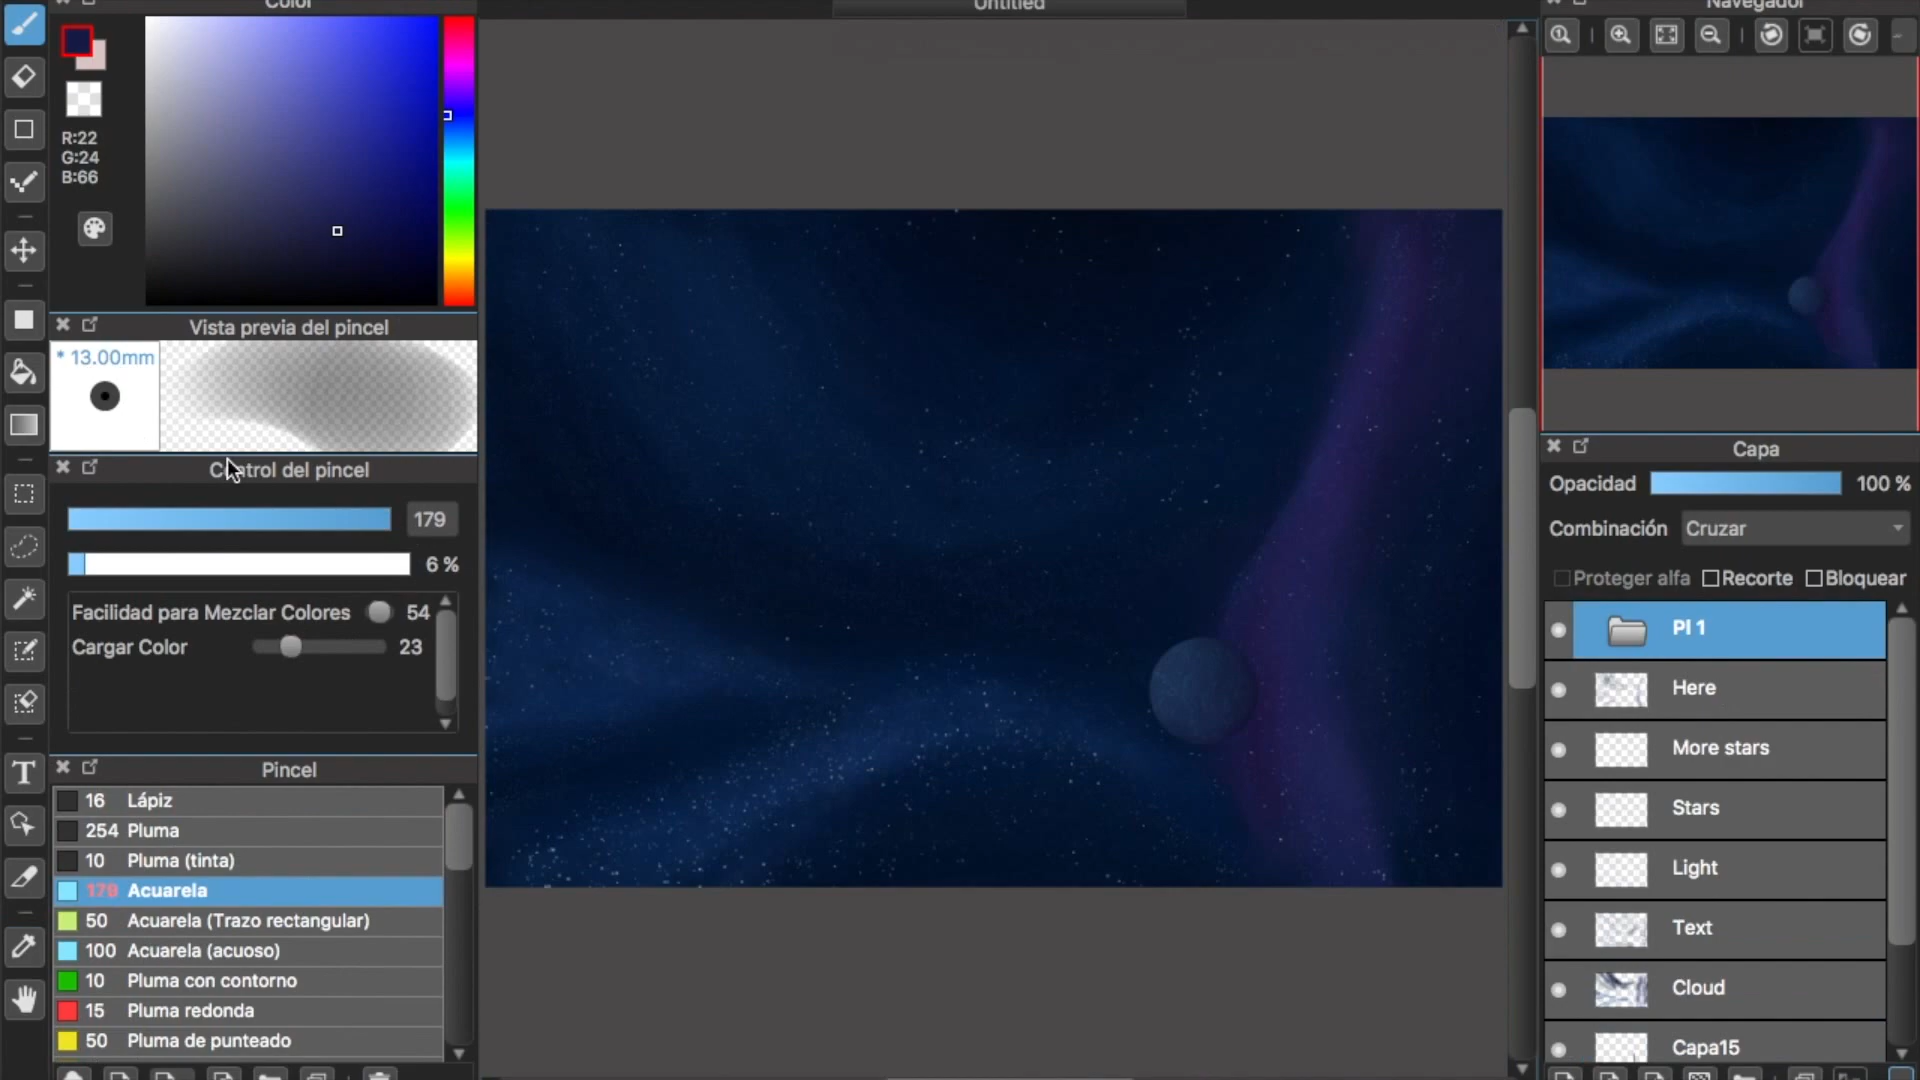 Color
Untitled
Navegador
R:22
G:24
B:66
Vista previa del pincel
* 13.00mm
Control del pincel
179
6 %
Facilidad para Mezclar Colores 54
Cargar Color 23
Pincel
16 Lápiz
254 Pluma
10 Pluma (tinta)
179 Acuarela
50 Acuarela (Trazo rectangular)
100 Acuarela (acuoso)
10 Pluma con contorno
15 Pluma redonda
50 Pluma de punteado
Capa
Opacidad 100 %
Combinación Cruzar
Proteger alfa Recorte Bloquear
Pl 1
Here
More stars
Stars
Light
Text
Cloud
Capa15